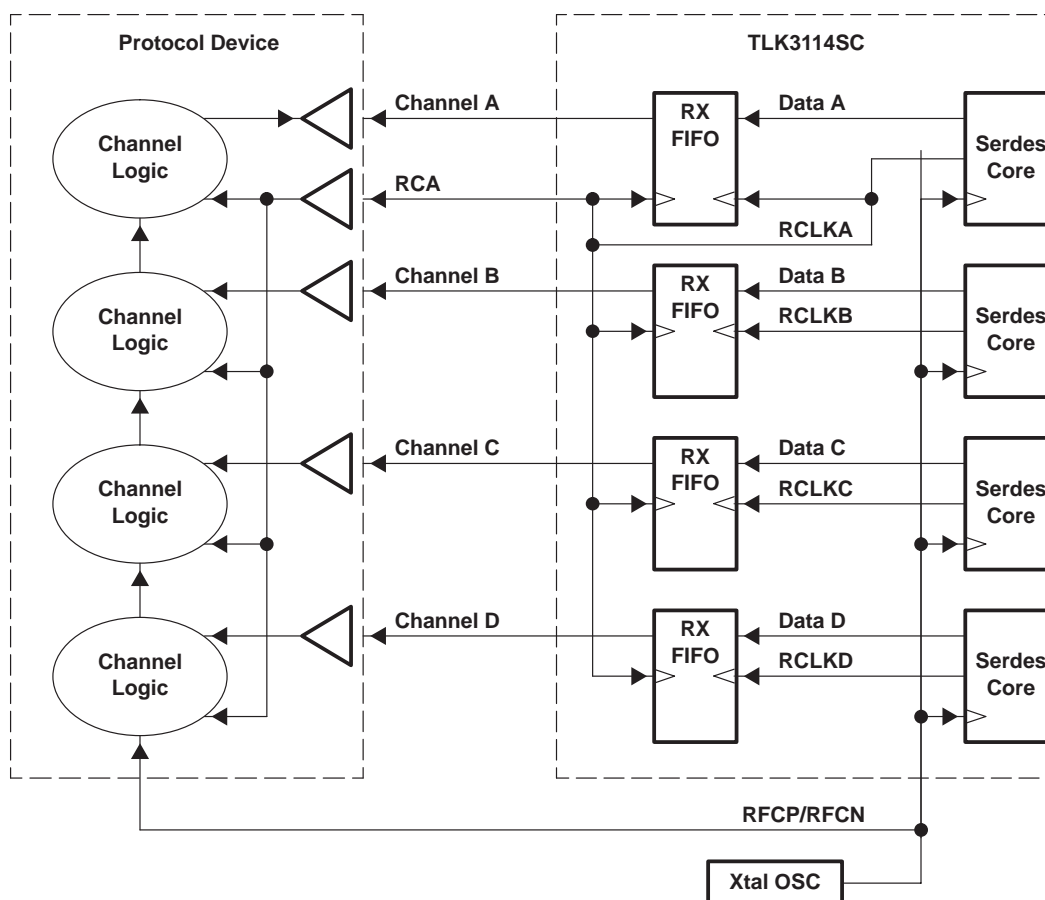 Protocol Device
TLK3114SC
Channel
Logic
Channel A
RX
FIFO
Data A
Serdes
Core
RCA
RCLKA
Channel
Logic
Channel B
RX
FIFO
Data B
RCLKB
Serdes
Core
Channel
Logic
Channel C
RX
FIFO
Data C
RCLKC
Serdes
Core
Channel
Logic
Channel D
RX
FIFO
Data D
RCLKD
Serdes
Core
RFCP/RFCN
Xtal OSC